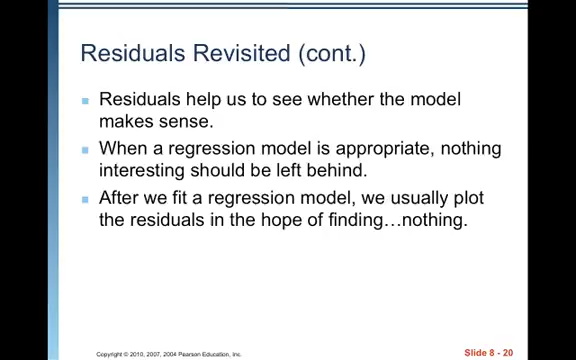 Residuals Revisited (cont.)
Residuals help us to see whether the model
makes sense.
When a regression model is appropriate, nothing
interesting should be left behind.
After we fit a regression model, we usually plot
the residuals in the hope of finding…nothing.
Copyright © 2010, 2007, 2004 Pearson Education, Inc.
Slide 8 - 20